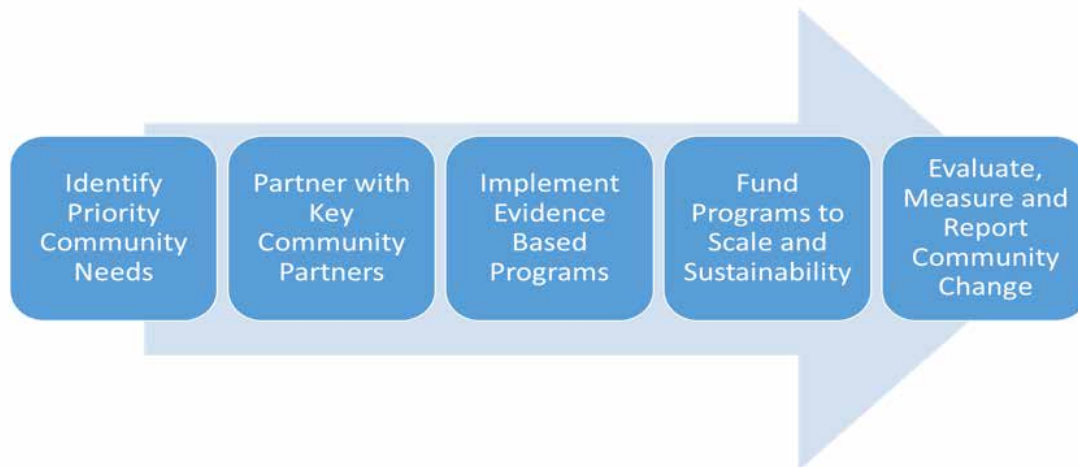 Identify
Priority
Community
Needs
Partner with
Key
Community
Partners
Implement
Evidence
Based
Programs
Fund
Programs to
Scale and
Sustainability
Evaluate,
Measure and
Report
Community
Change